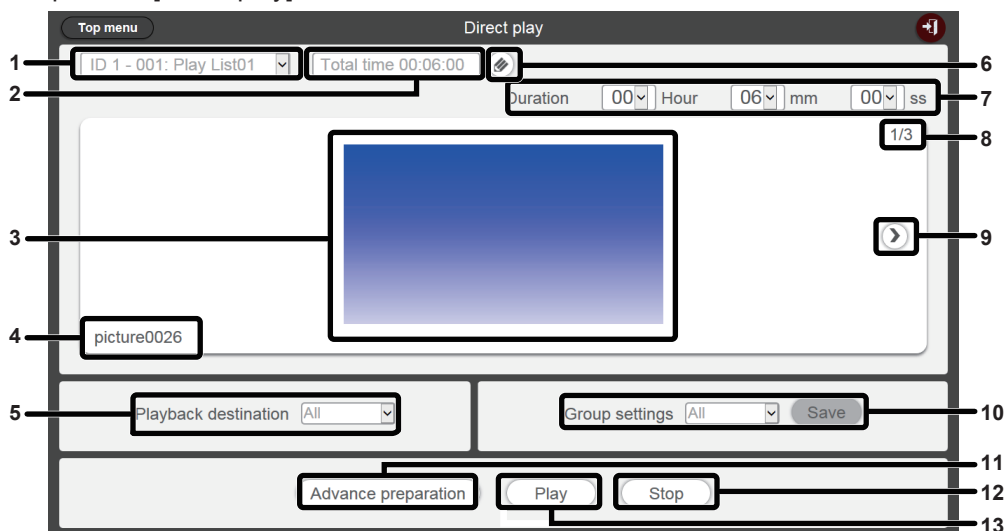 Top menu
Direct play
1
ID 1 - 001: Play List01
Total time 00:06:00
6
2
Duration 00 Hour 06 mm 00 ss
7
1/3
8
3
9
4
picture0026
5
Playback destination All
Group settings All Save
10
11
Advance preparation Play Stop
12
13